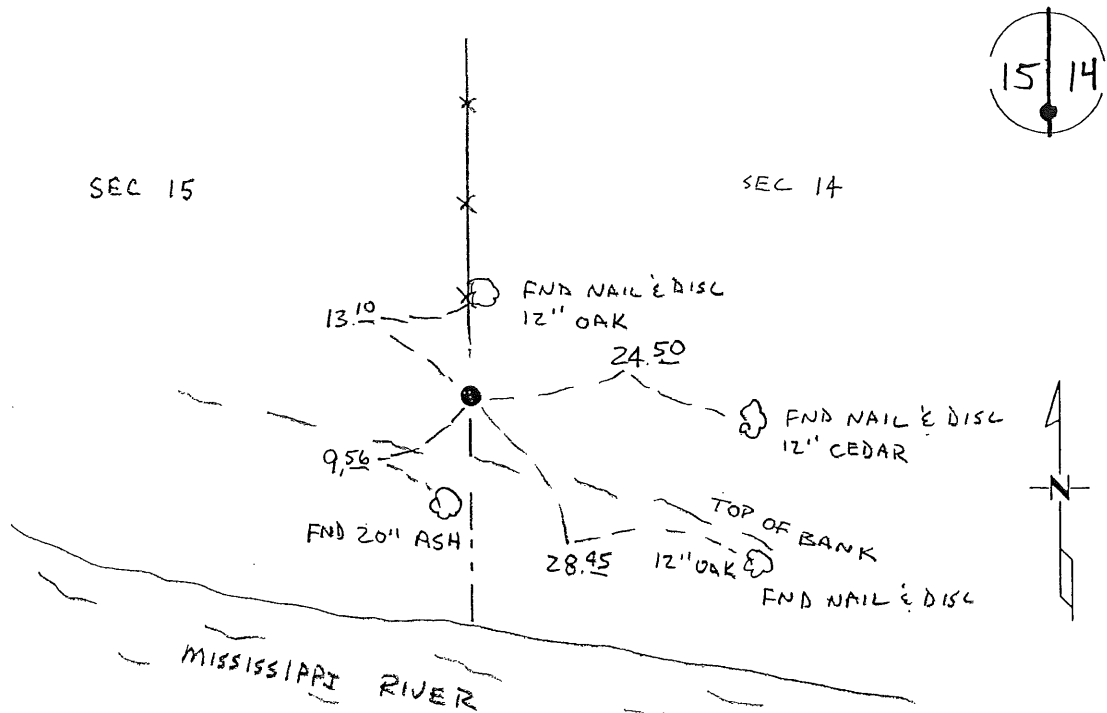 15 14
SEC 15
SEC 14
FND NAIL & DISC
12" OAK
13.10
24.50
FND NAIL & DISC
12" CEDAR
9.56
FND 20" ASH
TOP OF BANK
28.45
12" OAK
FND NAIL & DISC
N
MISSISSIPPI RIVER